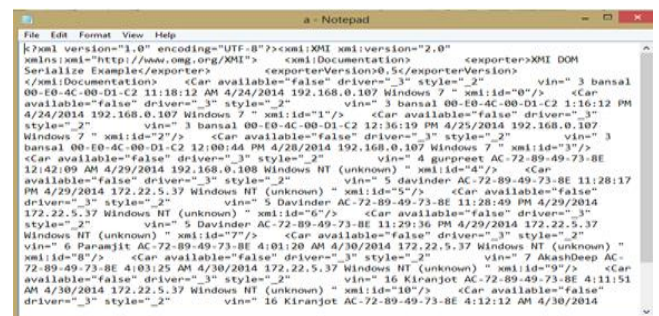 a - Notepad
File Edit Format View Help
<?xml version="1.0" encoding="UTF-8"?><xmi:XMI xmi:version="2.0"
xmlns:xmi="http://www.omg.org/XMI"> <xmi:Documentation> <exporter>XMI DOM
Serialize Example</exporter> <exporterVersion>0.5</exporterVersion>
</xmi:Documentation> <Car available="false" driver="_3" style="_2" vin=" 3 bansal
00-E0-4C-00-D1-C2 11:18:12 AM 4/24/2014 192.168.0.107 Windows 7 " xmi:id="0"/> <Car
available="false" driver="_3" style="_2" vin=" 3 bansal 00-E0-4C-00-D1-C2 1:16:12 PM
4/24/2014 192.168.0.107 Windows 7 " xmi:id="1"/> <Car available="false" driver="_3"
style="_2" vin=" 3 bansal 00-E0-4C-00-D1-C2 12:36:19 PM 4/25/2014 192.168.0.107
Windows 7 " xmi:id="2"/> <Car available="false" driver="_3" style="_2" vin=" 3
bansal 00-E0-4C-00-D1-C2 12:00:44 PM 4/28/2014 192.168.0.107 Windows 7 " xmi:id="3"/>
<Car available="false" driver="_3" style="_2" vin=" 4 gurpreet AC-72-89-49-73-8E
12:42:09 AM 4/29/2014 192.168.0.108 Windows NT (unknown) " xmi:id="4"/> <Car
available="false" driver="_3" style="_2" vin=" 5 davinder AC-72-89-49-73-8E 11:28:17
PM 4/29/2014 172.22.5.37 Windows NT (unknown) " xmi:id="5"/> <Car available="false"
driver="_3" style="_2" vin=" 5 Davinder AC-72-89-49-73-8E 11:28:49 PM 4/29/2014
172.22.5.37 Windows NT (unknown) " xmi:id="6"/> <Car available="false" driver="_3"
style="_2" vin=" 5 Davinder AC-72-89-49-73-8E 11:29:36 PM 4/29/2014 172.22.5.37
Windows NT (unknown) " xmi:id="7"/> <Car available="false" driver="_3" style="_2"
vin=" 6 Paramjit AC-72-89-49-73-8E 4:01:20 AM 4/30/2014 172.22.5.37 Windows NT (unknown) "
xmi:id="8"/> <Car available="false" driver="_3" style="_2" vin=" 7 AkashDeep AC-
72-89-49-73-8E 4:03:25 AM 4/30/2014 172.22.5.37 Windows NT (unknown) " xmi:id="9"/> <Car
available="false" driver="_3" style="_2" vin=" 16 Kiranjot AC-72-89-49-73-8E 4:11:51
AM 4/30/2014 172.22.5.37 Windows NT (unknown) " xmi:id="10"/> <Car available="false"
driver="_3" style="_2" vin=" 16 Kiranjot AC-72-89-49-73-8E 4:12:12 AM 4/30/2014